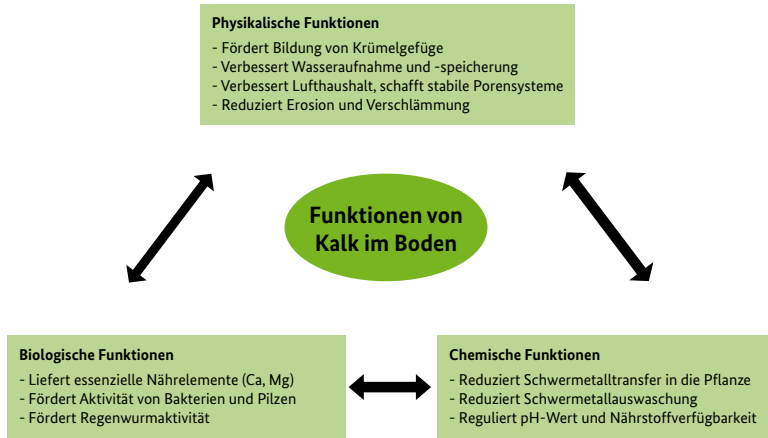 Physikalische Funktionen
- Fördert Bildung von Krümelgefüge
- Verbessert Wasseraufnahme und -speicherung
- Verbessert Lufthaushalt, schafft stabile Porensysteme
- Reduziert Erosion und Verschlämmung
Funktionen von
Kalk im Boden
Biologische Funktionen
- Liefert essenzielle Nährelemente (Ca, Mg)
- Fördert Aktivität von Bakterien und Pilzen
- Fördert Regenwurmaktivität
Chemische Funktionen
- Reduziert Schwermetalltransfer in die Pflanze
- Reduziert Schwermetallauswaschung
- Reguliert pH-Wert und Nährstoffverfügbarkeit